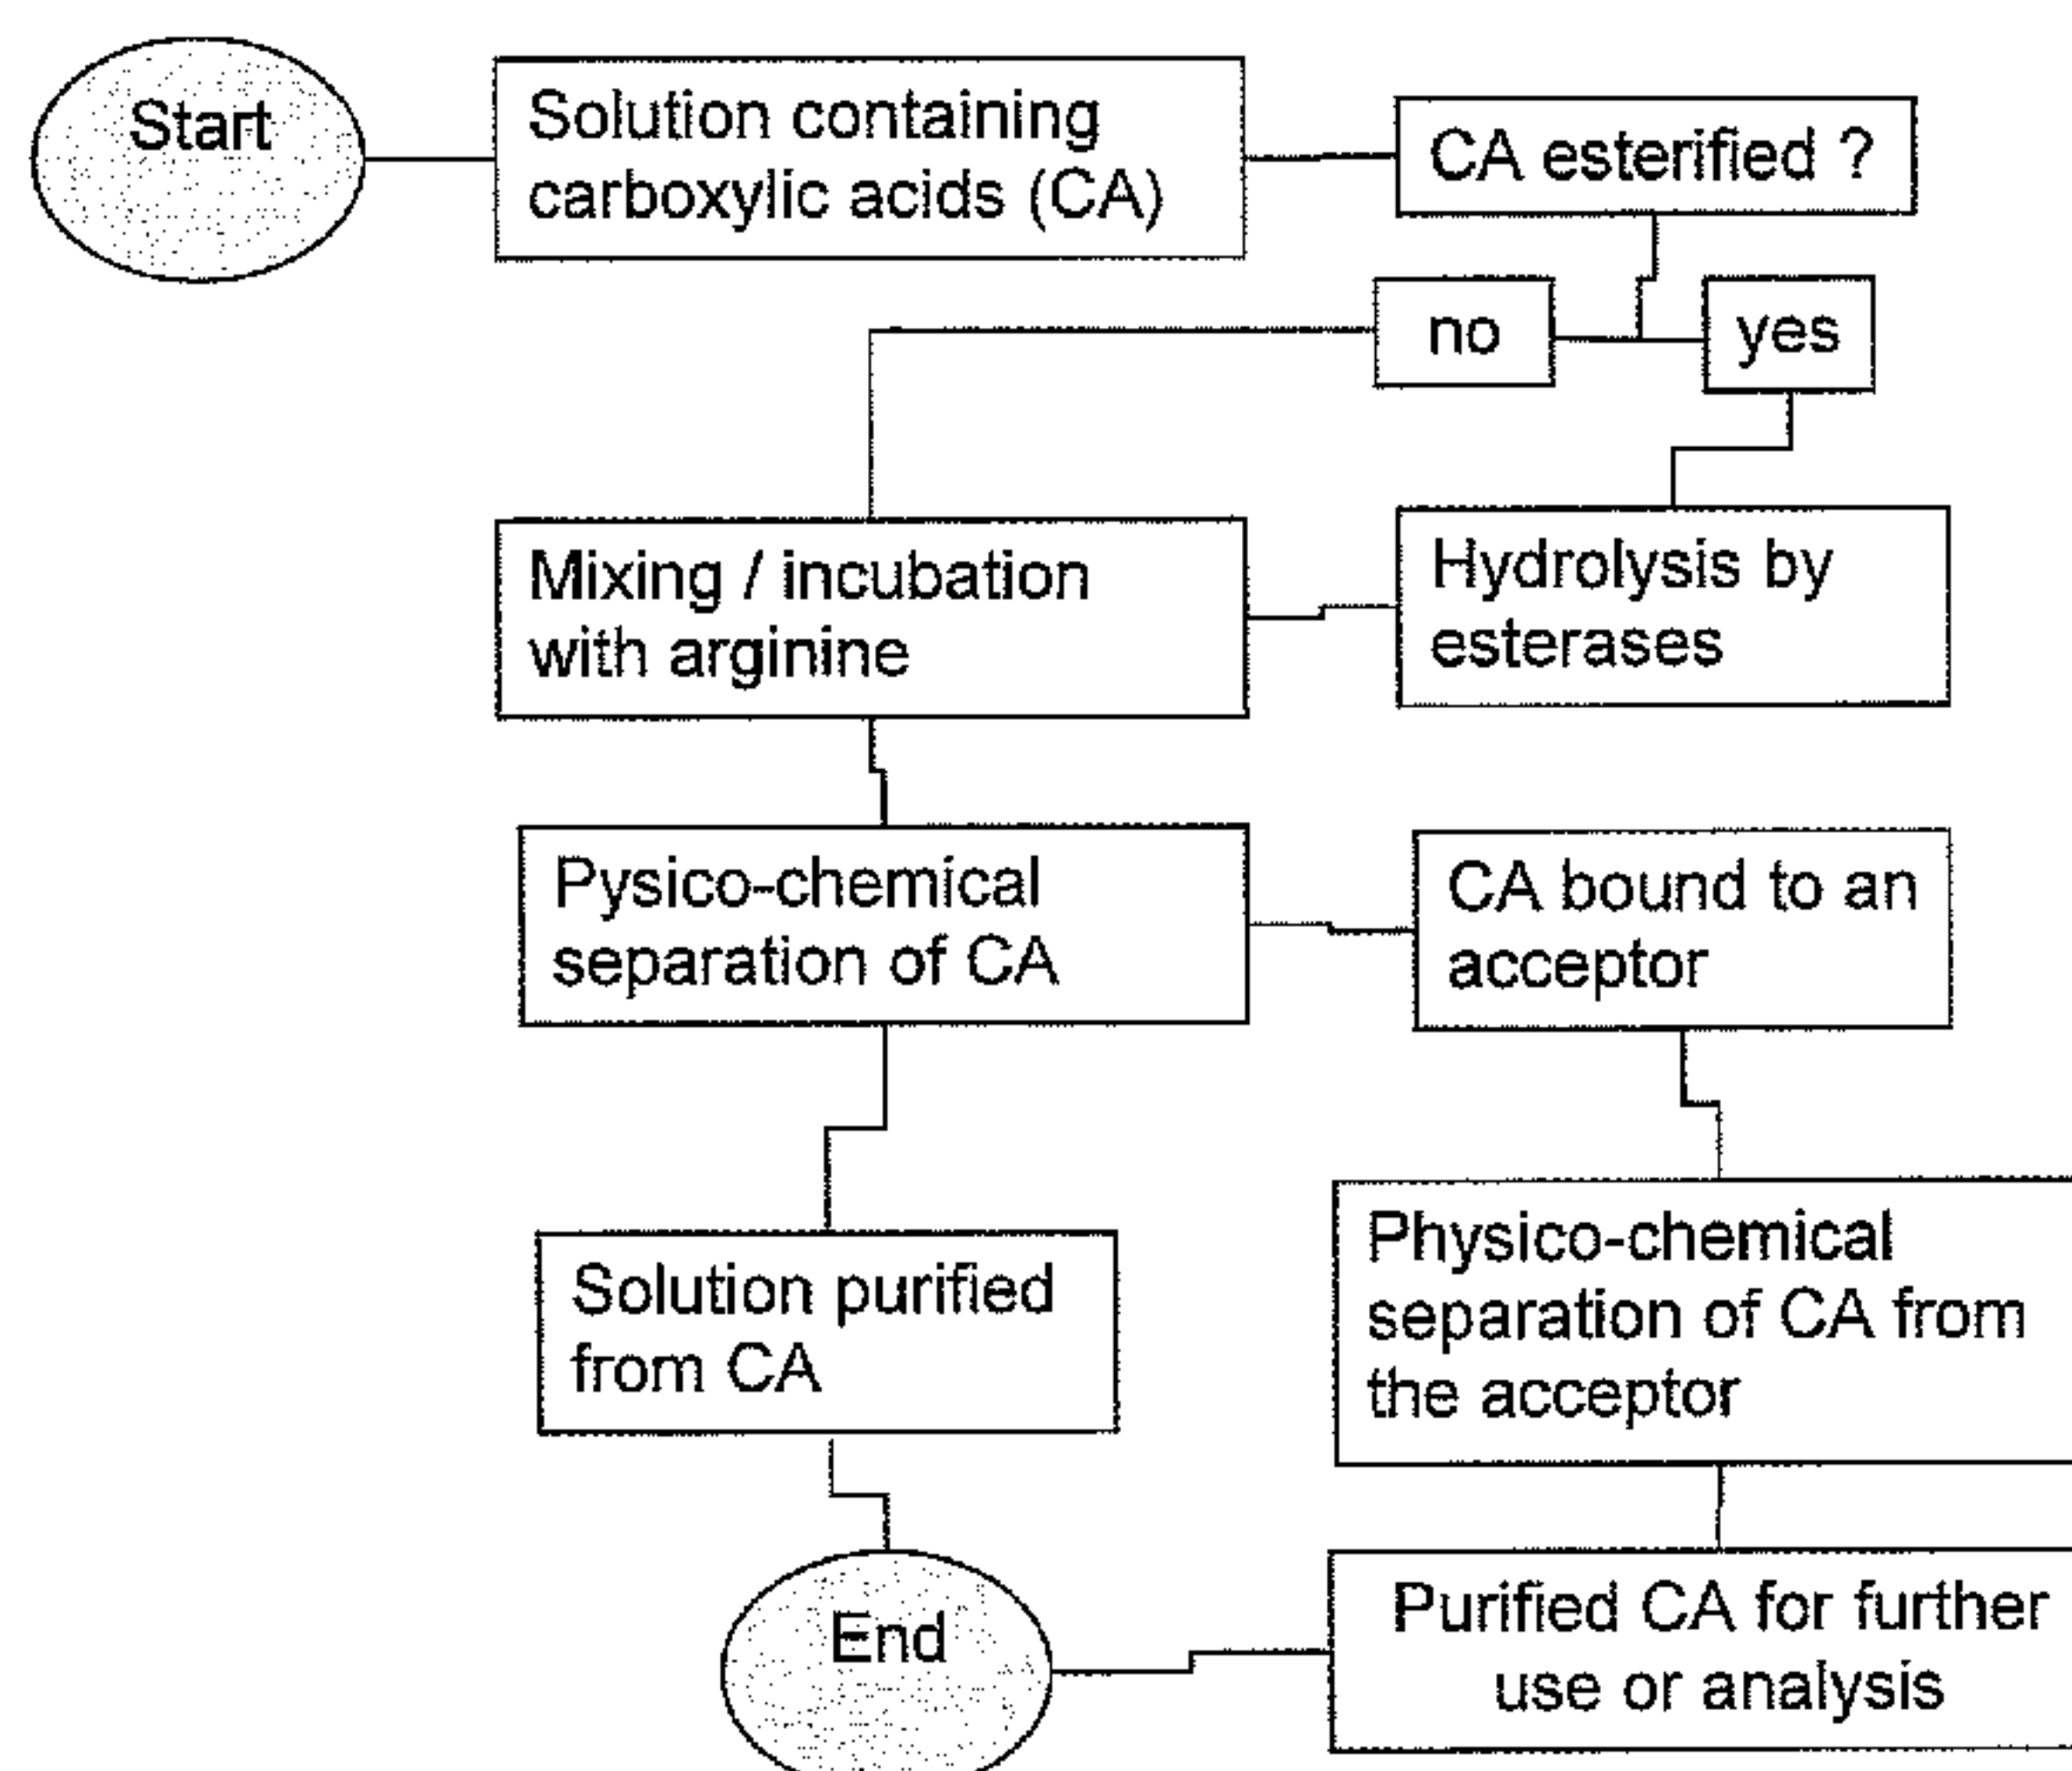 Start
Solution containing
carboxylic acids (CA)
CA esterified ?
no
yes
Mixing / incubation
with arginine
Hydrolysis by
esterases
Pysico-chemical
separation of CA
CA bound to an
acceptor
Solution purified
from CA
Physico-chemical
separation of CA from
the acceptor
End
Purified CA for further
use or analysis